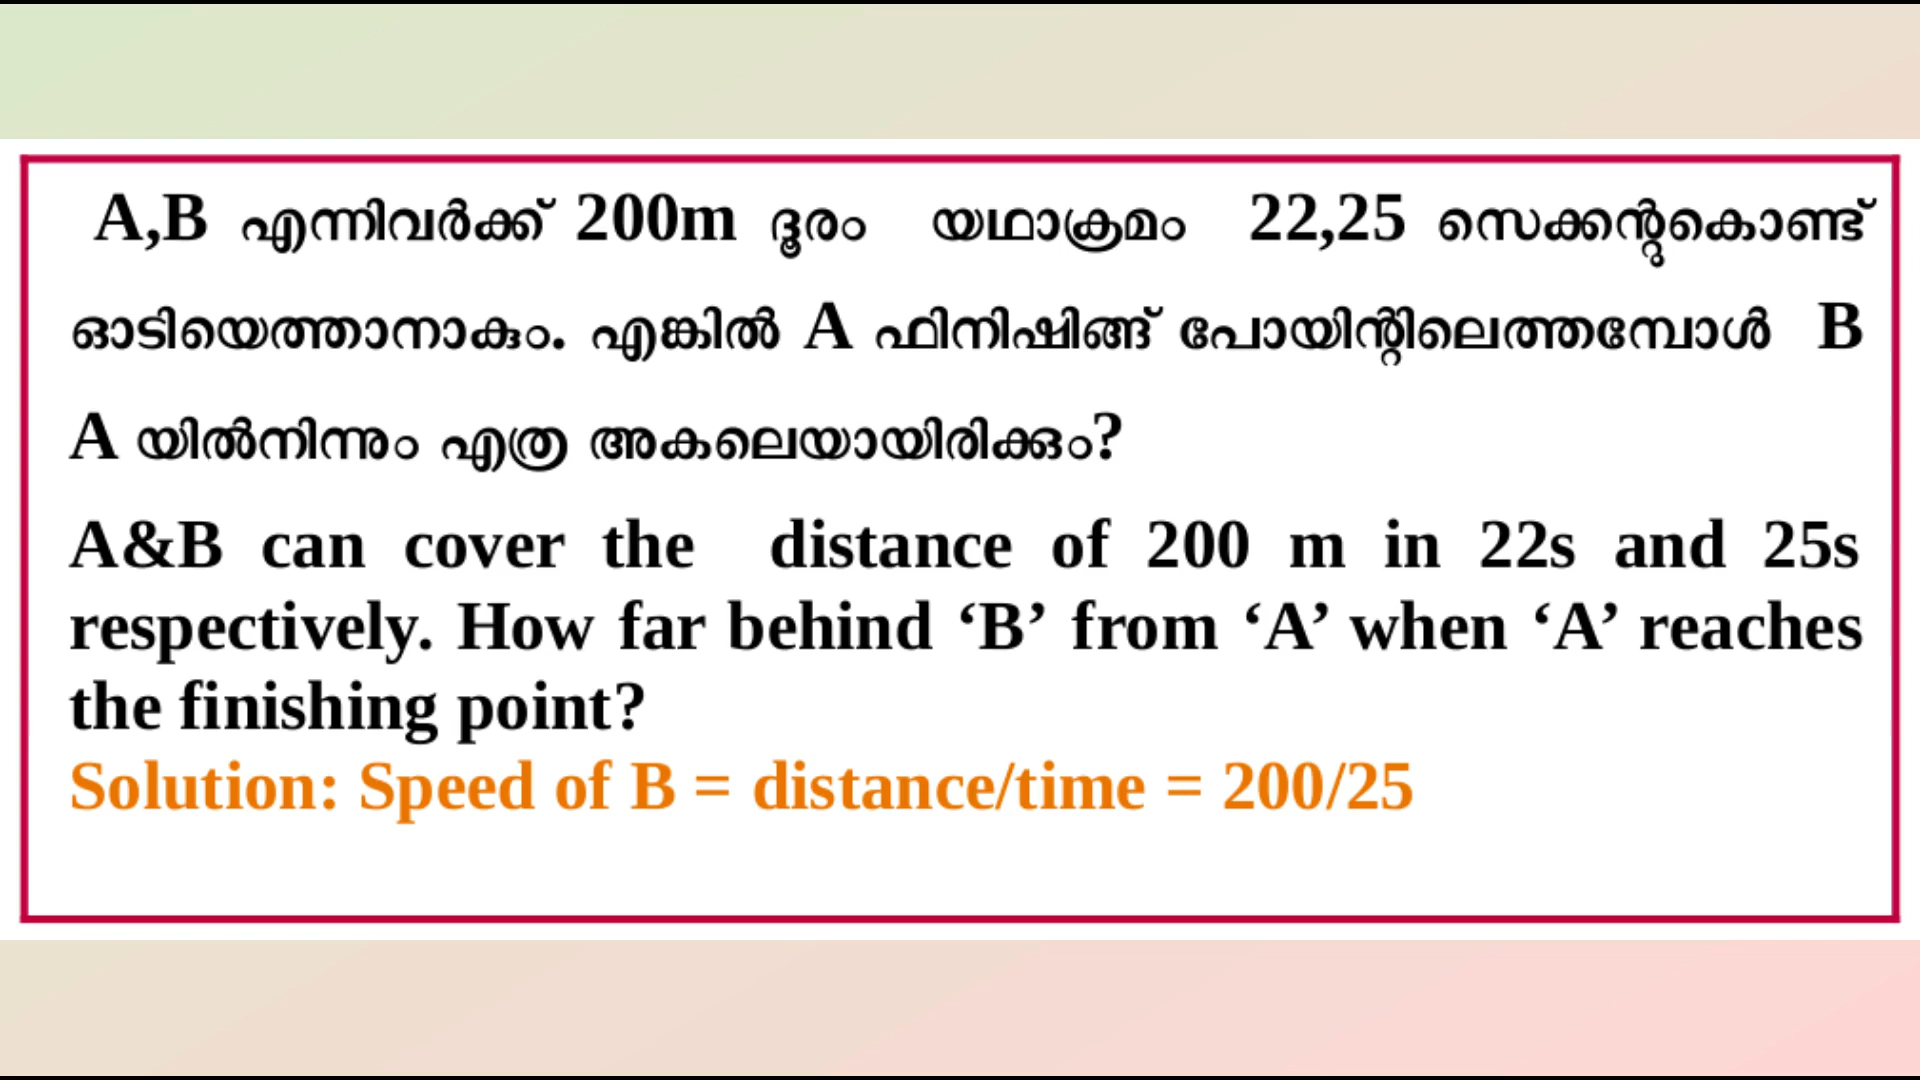 A,B എന്നിവർക്ക് 200m ദൂരം യഥാക്രമം 22,25 സെക്കന്റുകൊണ്ട്
ഓടിയെത്താനാകും. എങ്കിൽ A ഫിനിഷിങ്ങ് പോയിന്റിലെത്തമ്പോൾ B
A യിൽനിന്നും എത്ര അകലെയായിരിക്കും?
A&B can cover the distance of 200 m in 22s and 25s
respectively. How far behind ‘B’ from ‘A’ when ‘A’ reaches
the finishing point?
Solution: Speed of B = distance/time = 200/25